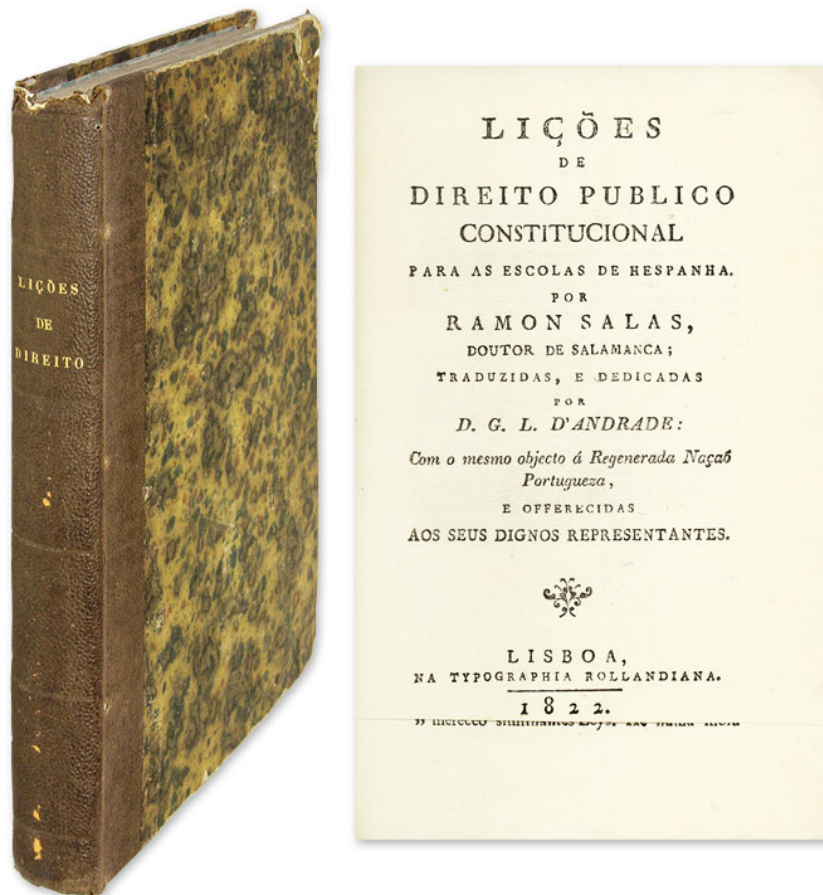 LIÇÕES
DE
DIREITO
LIÇÕES
DE
DIREITO PUBLICO
CONSTITUCIONAL
PARA AS ESCOLAS DE HESPANHA.
POR
RAMON SALAS,
DOUTOR DE SALAMANCA;
TRADUZIDAS, E DEDICADAS
POR
D. G. L. D'ANDRADE:
Com o mesmo objecto á Regenerada Naçaõ
Portugueza,
E OFFERECIDAS
AOS SEUS DIGNOS REPRESENTANTES.
LISBOA,
NA TYPOGRAPHIA ROLLANDIANA.
1822.